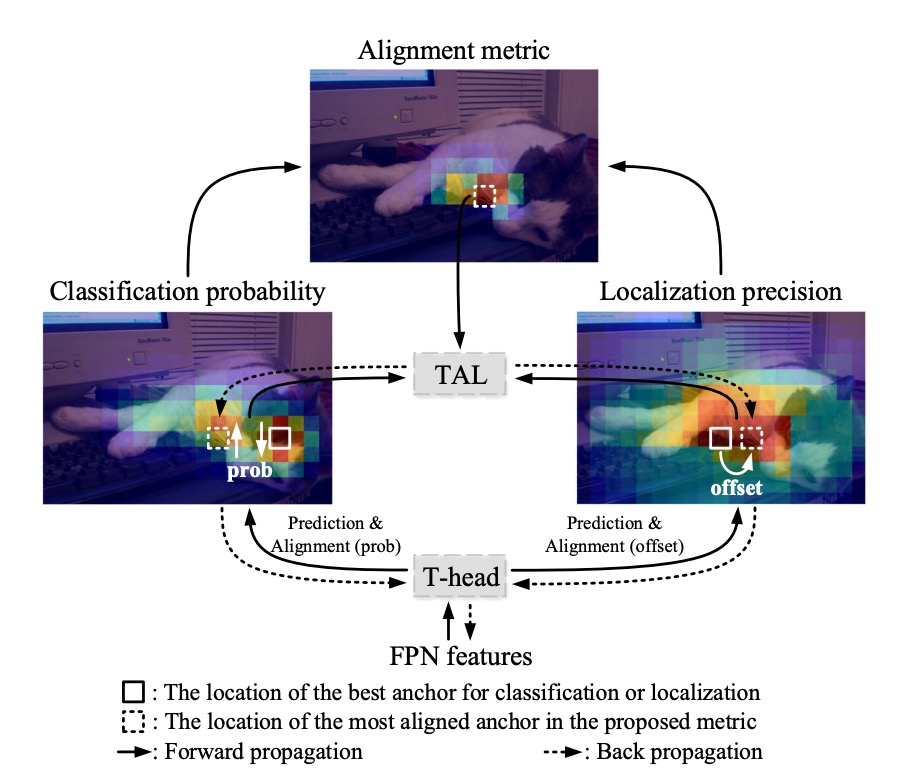 Alignment metric
Classification probability
Localization precision
TAL
prob
offset
Prediction &
Alignment (prob)
Prediction &
Alignment (offset)
T-head
FPN features
: The location of the best anchor for classification or localization
: The location of the most aligned anchor in the proposed metric
: Forward propagation
: Back propagation